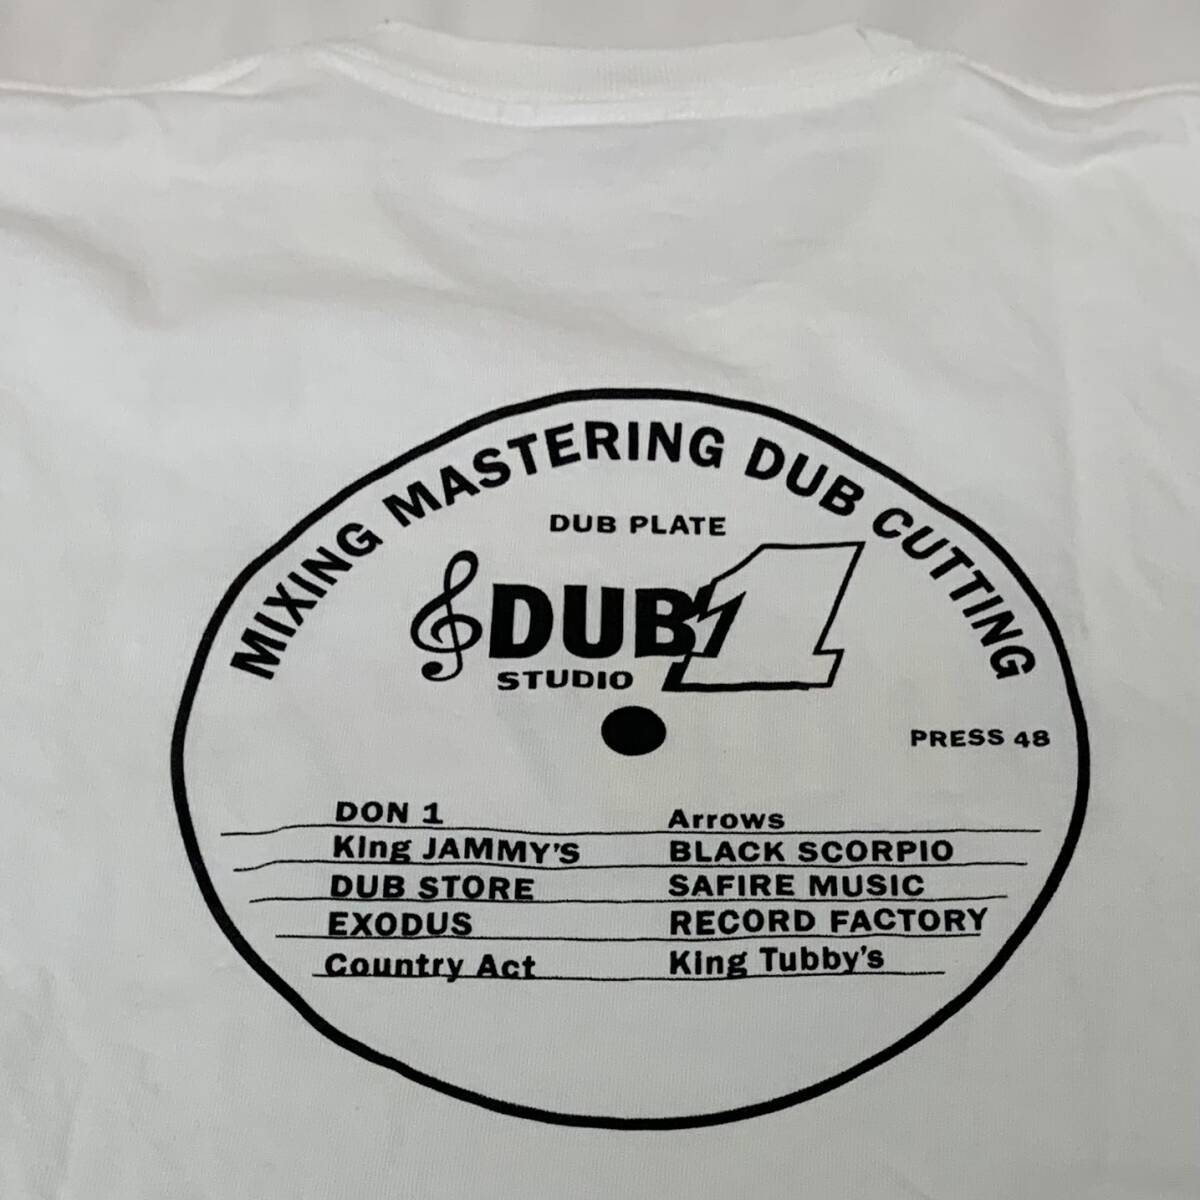 MIXING MASTERING DUB CUTTING
DUB PLATE
DUB 1
STUDIO
PRESS 48
DON 1 Arrows
King JAMMY'S BLACK SCORPIO
DUB STORE SAFIRE MUSIC
EXODUS RECORD FACTORY
Country Act King Tubby's